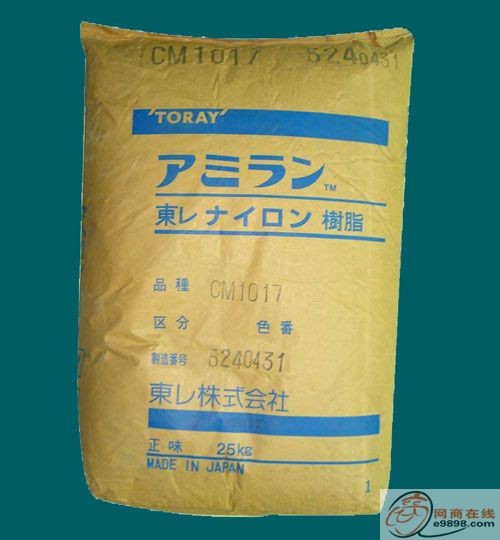 CM1017 5240431
'TORAY'
アミラン™
東レ ナイロン 樹脂
品種 CM1017
区分 色番
製造番号 5240431
東レ株式会社
正味 25kg
MADE IN JAPAN
1
网商在线
e9898.com